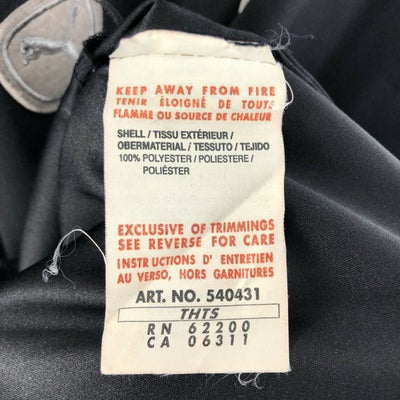 KEEP AWAY FROM FIRE
TENIR ÉLOIGNÉ DE TOUTE
FLAMME OU SOURCE DE CHALEUR
SHELL / TISSU EXTÉRIEUR /
OBERMATERIAL / TESSUTO / TEJIDO
100% POLYESTER / POLIESTERE /
POLIÉSTER
EXCLUSIVE OF TRIMMINGS
SEE REVERSE FOR CARE
INSTRUCTIONS D' ENTRETIEN
AU VERSO, HORS GARNITURES
ART. NO. 540431
THTS
RN 62200
CA 06311